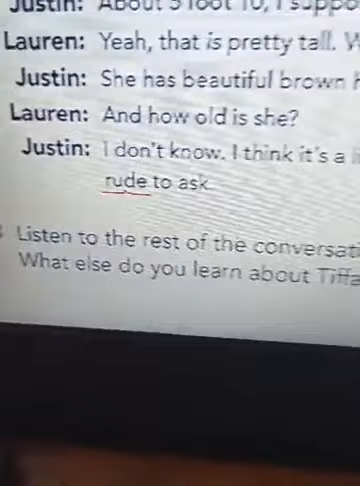 Justin: About 5 foot 10, I suppo
Lauren: Yeah, that is pretty tall.
Justin: She has beautiful brown
Lauren: And how old is she?
Justin: I don't know. I think it's a
rude to ask.
Listen to the rest of the conversati
What else do you learn about Tiffa